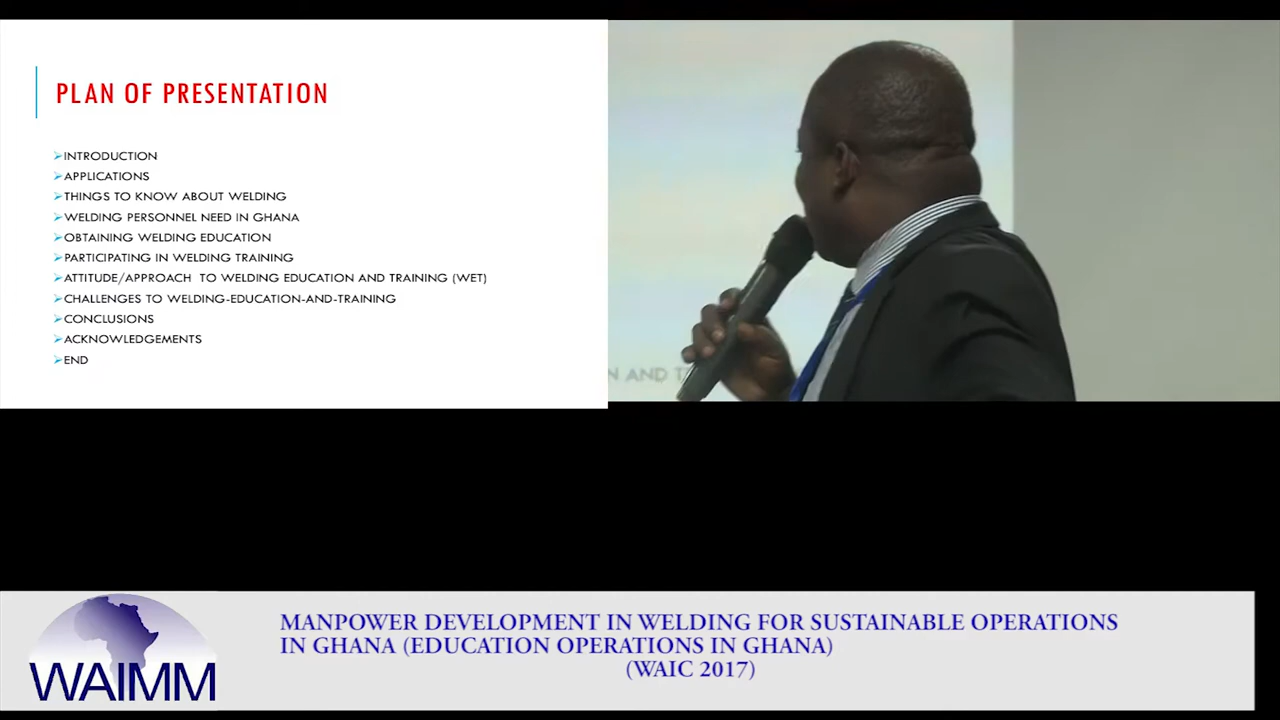 PLAN OF PRESENTATION
INTRODUCTION
APPLICATIONS
THINGS TO KNOW ABOUT WELDING
WELDING PERSONNEL NEED IN GHANA
OBTAINING WELDING EDUCATION
PARTICIPATING IN WELDING TRAINING
ATTITUDE/APPROACH TO WELDING EDUCATION AND TRAINING (WET)
CHALLENGES TO WELDING-EDUCATION-AND-TRAINING
CONCLUSIONS
ACKNOWLEDGEMENTS
END
AND
WAIMM
MANPOWER DEVELOPMENT IN WELDING FOR SUSTAINABLE OPERATIONS
IN GHANA (EDUCATION OPERATIONS IN GHANA)
(WAIC 2017)